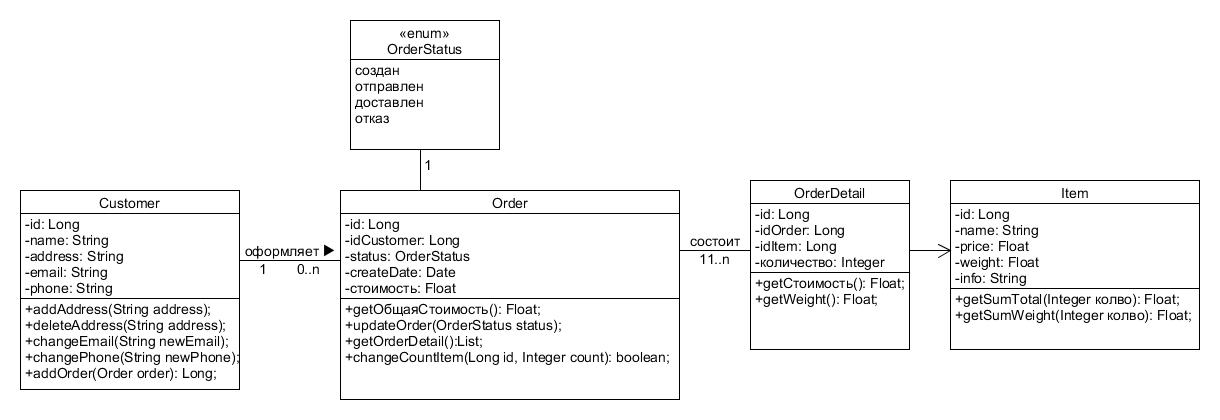 «enum»
OrderStatus
создан
отправлен
доставлен
отказ
1
Customer
-id: Long
-name: String
-address: String
-email: String
-phone: String
+addAddress(String address);
+deleteAddress(String address);
+changeEmail(String newEmail);
+changePhone(String newPhone);
+addOrder(Order order): Long;
оформляет
1 0..n
Order
-id: Long
-idCustomer: Long
-status: OrderStatus
-createDate: Date
-стоимость: Float
+getОбщаяСтоимость(): Float;
+updateOrder(OrderStatus status);
+getOrderDetail():List;
+changeCountItem(Long id, Integer count): boolean;
состоит
11..n
OrderDetail
-id: Long
-idOrder: Long
-idItem: Long
-количество: Integer
+getСтоимость(): Float;
+getWeight(): Float;
Item
-id: Long
-name: String
-price: Float
-weight: Float
-info: String
+getSumTotal(Integer колво): Float;
+getSumWeight(Integer колво): Float;